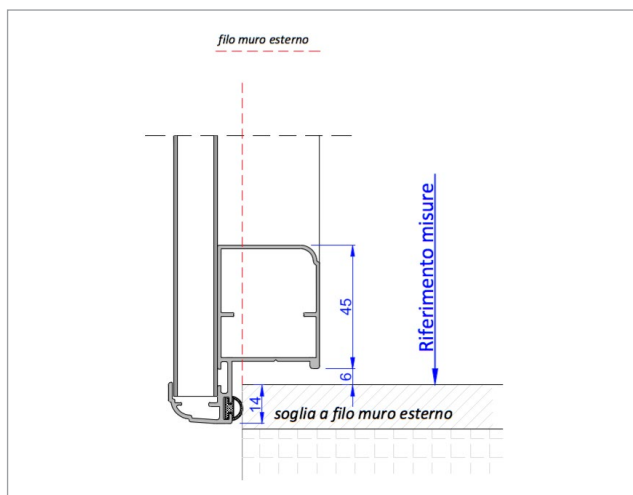 filo muro esterno
45
Riferimento misure
6
14
soglia a filo muro esterno